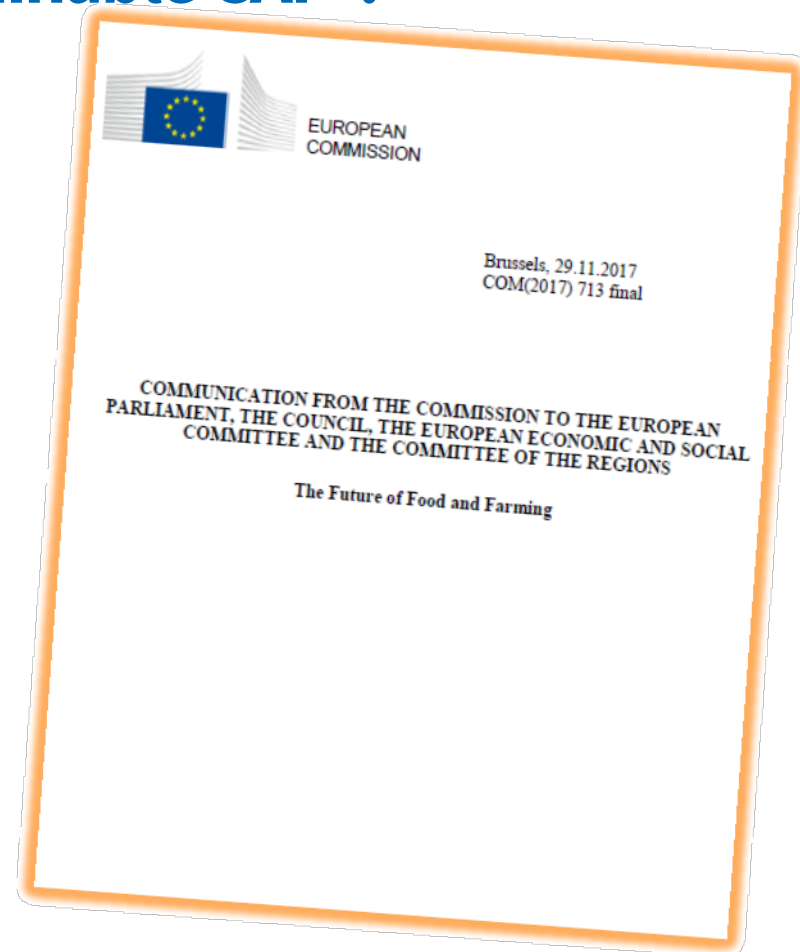 EUROPEAN
COMMISSION
Brussels, 29.11.2017
COM(2017) 713 final
COMMUNICATION FROM THE COMMISSION TO THE EUROPEAN
PARLIAMENT, THE COUNCIL, THE EUROPEAN ECONOMIC AND SOCIAL
COMMITTEE AND THE COMMITTEE OF THE REGIONS
The Future of Food and Farming